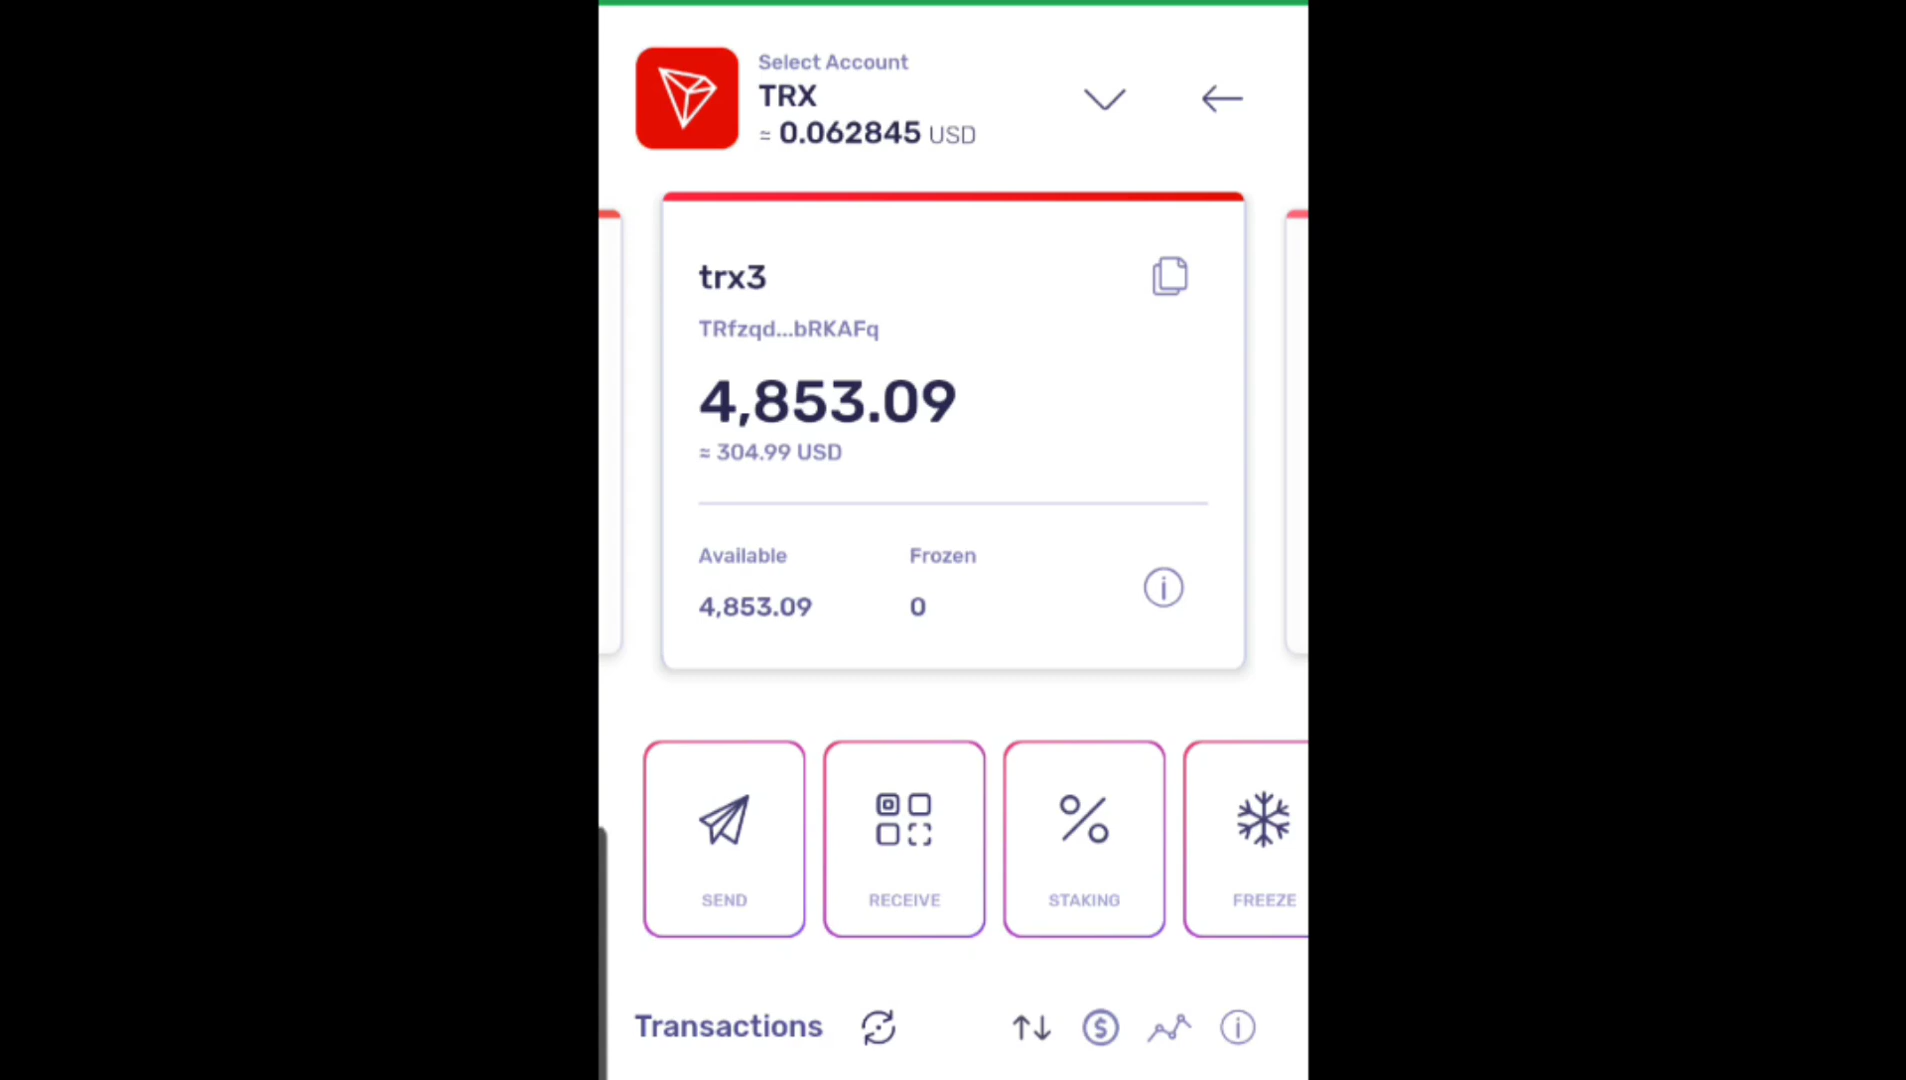 Select Account
TRX
≈ 0.062845 USD
trx3
TRfzqd...bRKAFq
4,853.09
≈ 304.99 USD
Available Frozen
4,853.09 0
SEND RECEIVE STAKING FREEZE
Transactions